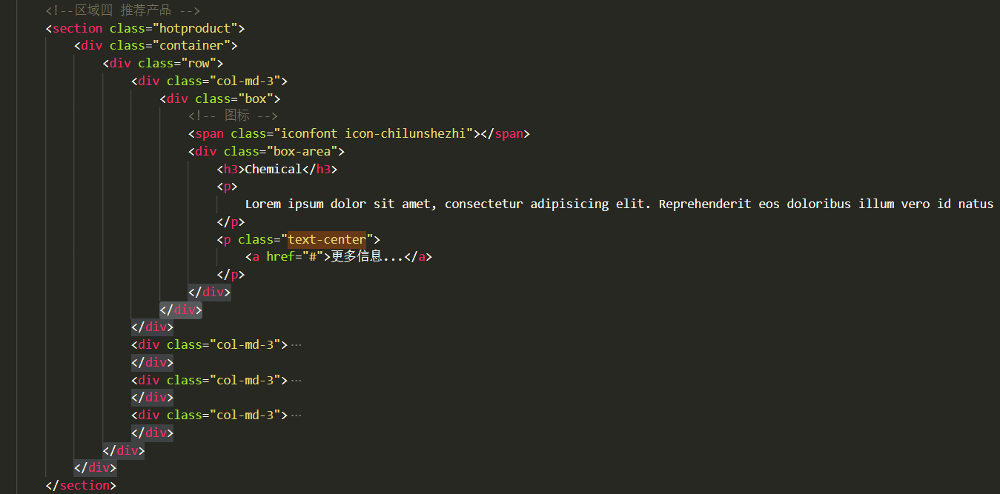 <!--区域四 推荐产品 -->
<section class="hotproduct">
<div class="container">
<div class="row">
<div class="col-md-3">
<div class="box">
<!-- 图标 -->
<span class="iconfont icon-chilunshezhi"></span>
<div class="box-area">
<h3>Chemical</h3>
<p>
Lorem ipsum dolor sit amet, consectetur adipisicing elit. Reprehenderit eos doloribus illum vero id natus
</p>
<p class="text-center">
<a href="#">更多信息...</a>
</p>
</div>
</div>
</div>
<div class="col-md-3">···
</div>
<div class="col-md-3">···
</div>
<div class="col-md-3">···
</div>
</div>
</div>
</section>